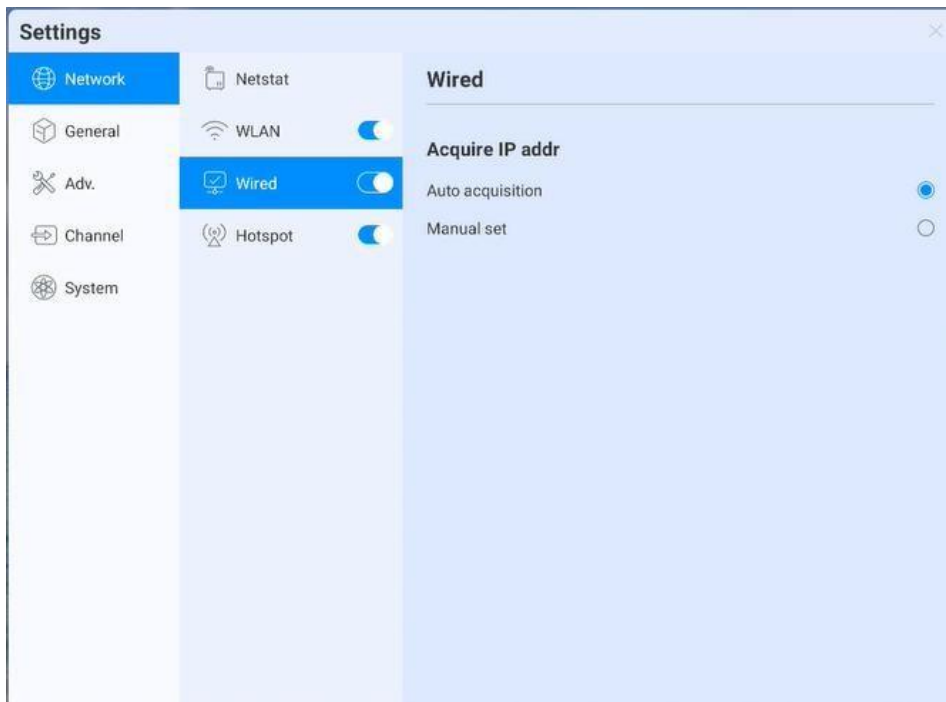 Settings
Network
General
Adv.
Channel
System
Netstat
WLAN
Wired
Hotspot
Wired
Acquire IP addr
Auto acquisition
Manual set